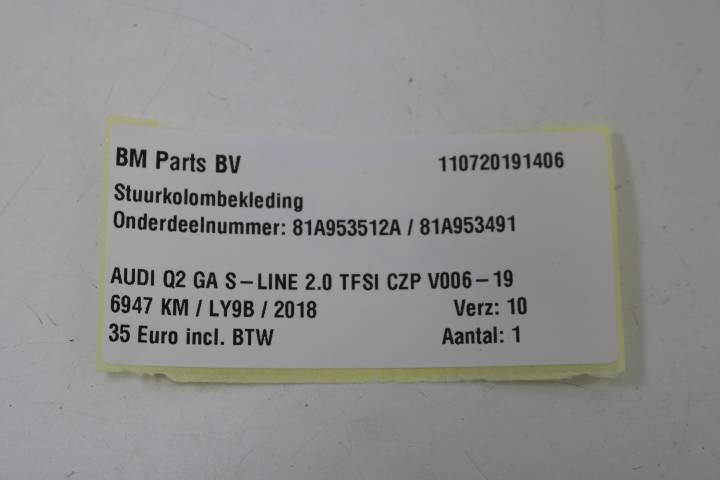 BM Parts BV 110720191406
Stuurkolombekleding
Onderdeelnummer: 81A953512A / 81A953491
AUDI Q2 GA S-LINE 2.0 TFSI CZP V006-19
6947 KM / LY9B / 2018 Verz: 10
35 Euro incl. BTW Aantal: 1